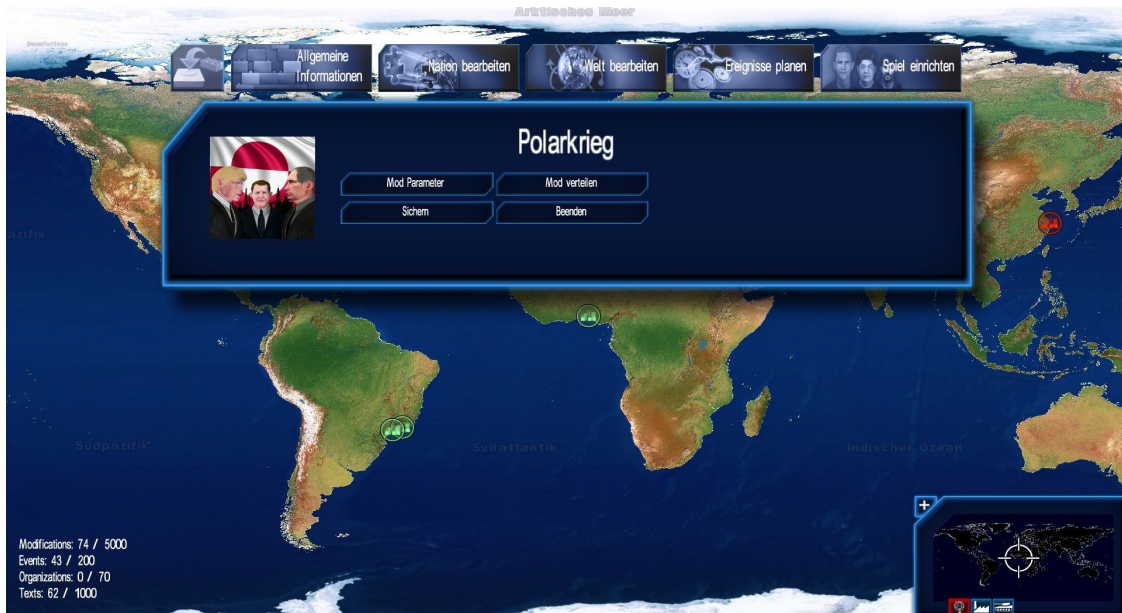 Arktisches Meer
Allgemeine
Informationen
Nation bearbeiten
Welt bearbeiten
Ereignisse planen
Spiel einrichten
Polarkrieg
Mod Parameter
Mod verteilen
Sichern
Beenden
azifik
Südpazifik
Südatlantik
Indischer Ozean
+
Modifications: 74 / 5000
Events: 43 / 200
Organizations: 0 / 70
Texts: 62 / 1000